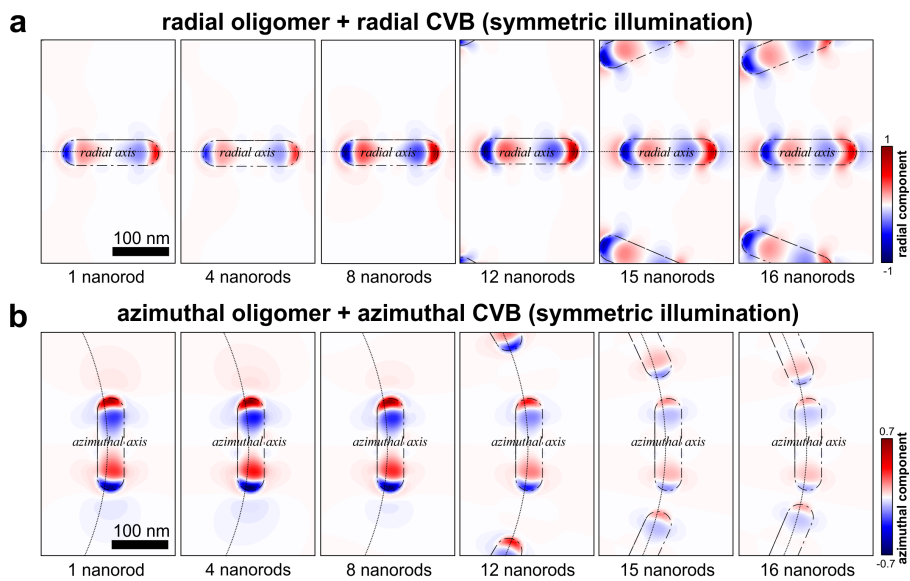 a
radial oligomer + radial CVB (symmetric illumination)
radial axis
radial axis
radial axis
radial axis
radial axis
radial axis
100 nm
1
radial component
-1
1 nanorod
4 nanorods
8 nanorods
12 nanorods
15 nanorods
16 nanorods
b
azimuthal oligomer + azimuthal CVB (symmetric illumination)
azimuthal axis
azimuthal axis
azimuthal axis
azimuthal axis
azimuthal axis
azimuthal axis
100 nm
0.7
azimuthal component
-0.7
1 nanorod
4 nanorods
8 nanorods
12 nanorods
15 nanorods
16 nanorods